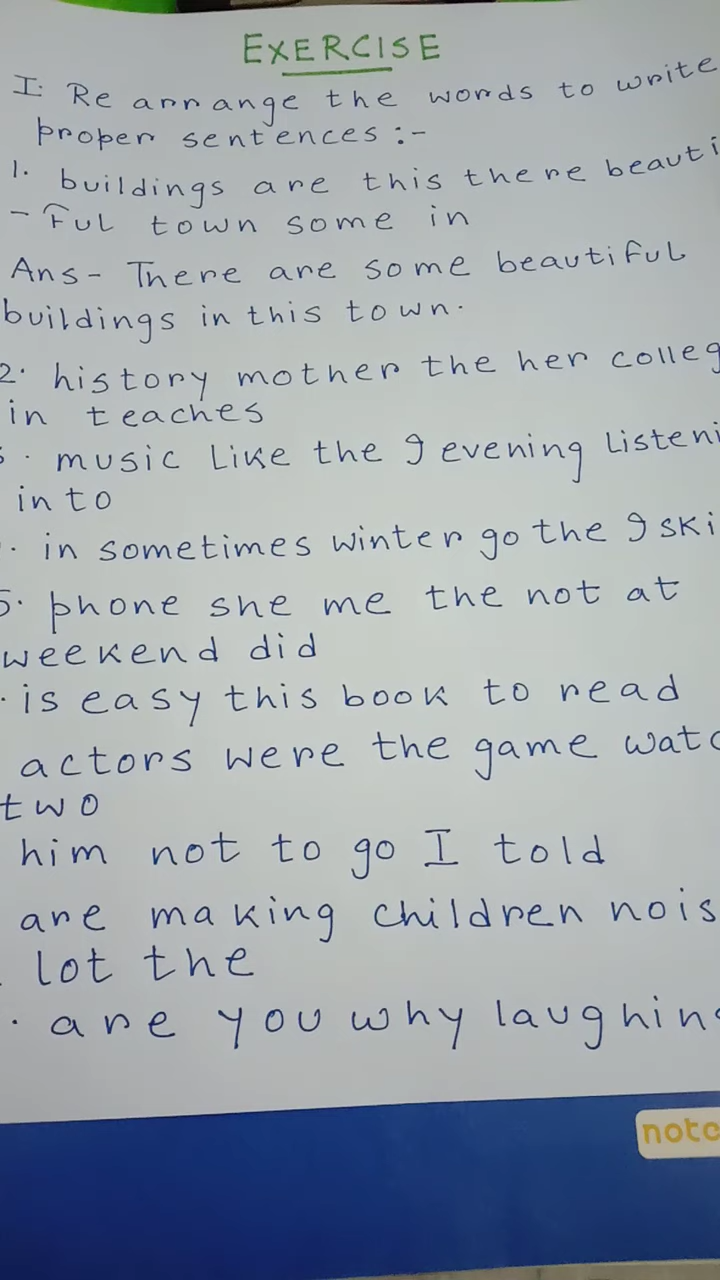 EXERCISE
I. Re arrange the words to write
proper sentences :-
1. buildings are this there beauti
- ful town some in
Ans - There are some beautiful
buildings in this town.
2. history mother the her colleg
in teaches
music like the I evening listeni
in to
. in sometimes winter go the I ski
5. phone she me the not at
weekend did
. is easy this book to read
actors were the game watc
two
him not to go I told
are making children nois
. lot the
. are you why laughing
note